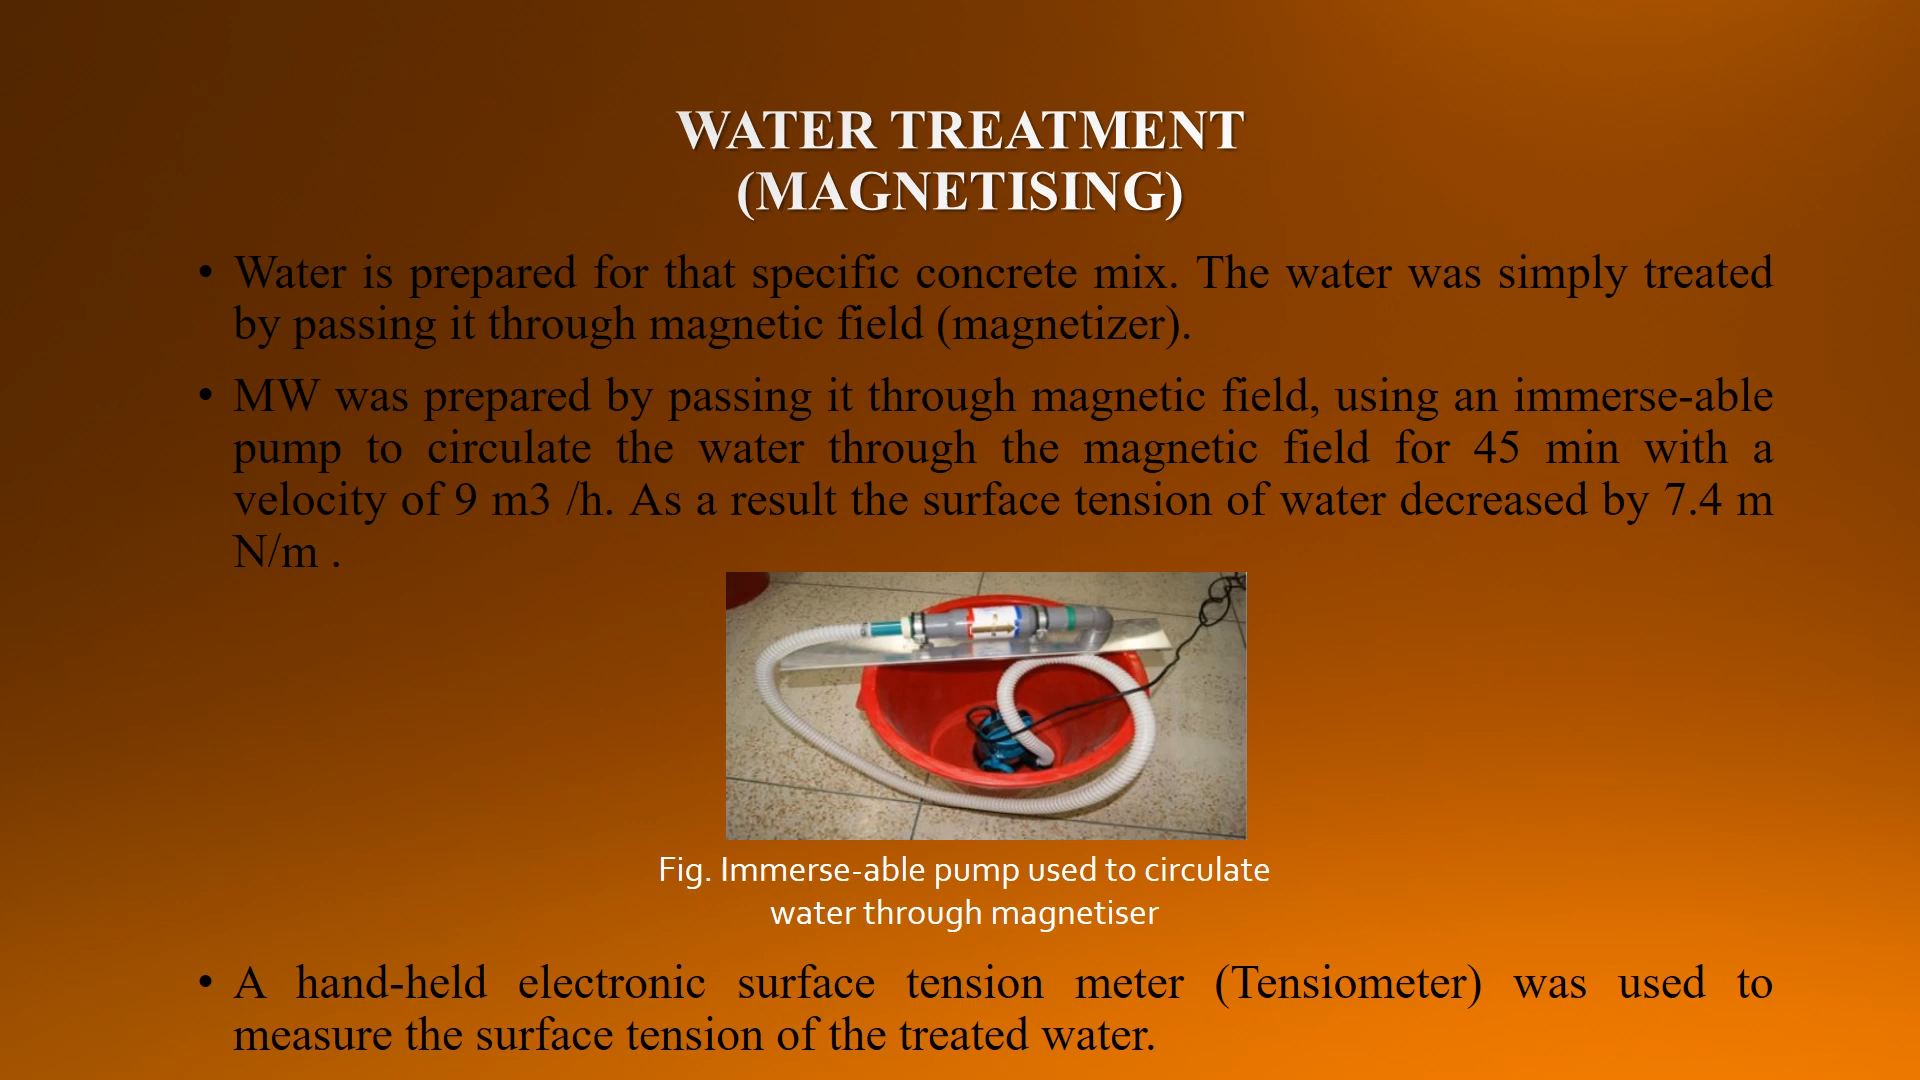 WATER TREATMENT
(MAGNETISING)
• Water is prepared for that specific concrete mix. The water was simply treated
by passing it through magnetic field (magnetizer).
• MW was prepared by passing it through magnetic field, using an immerse-able
pump to circulate the water through the magnetic field for 45 min with a
velocity of 9 m3 /h. As a result the surface tension of water decreased by 7.4 m
N/m .
Fig. Immerse-able pump used to circulate
water through magnetiser
• A hand-held electronic surface tension meter (Tensiometer) was used to
measure the surface tension of the treated water.